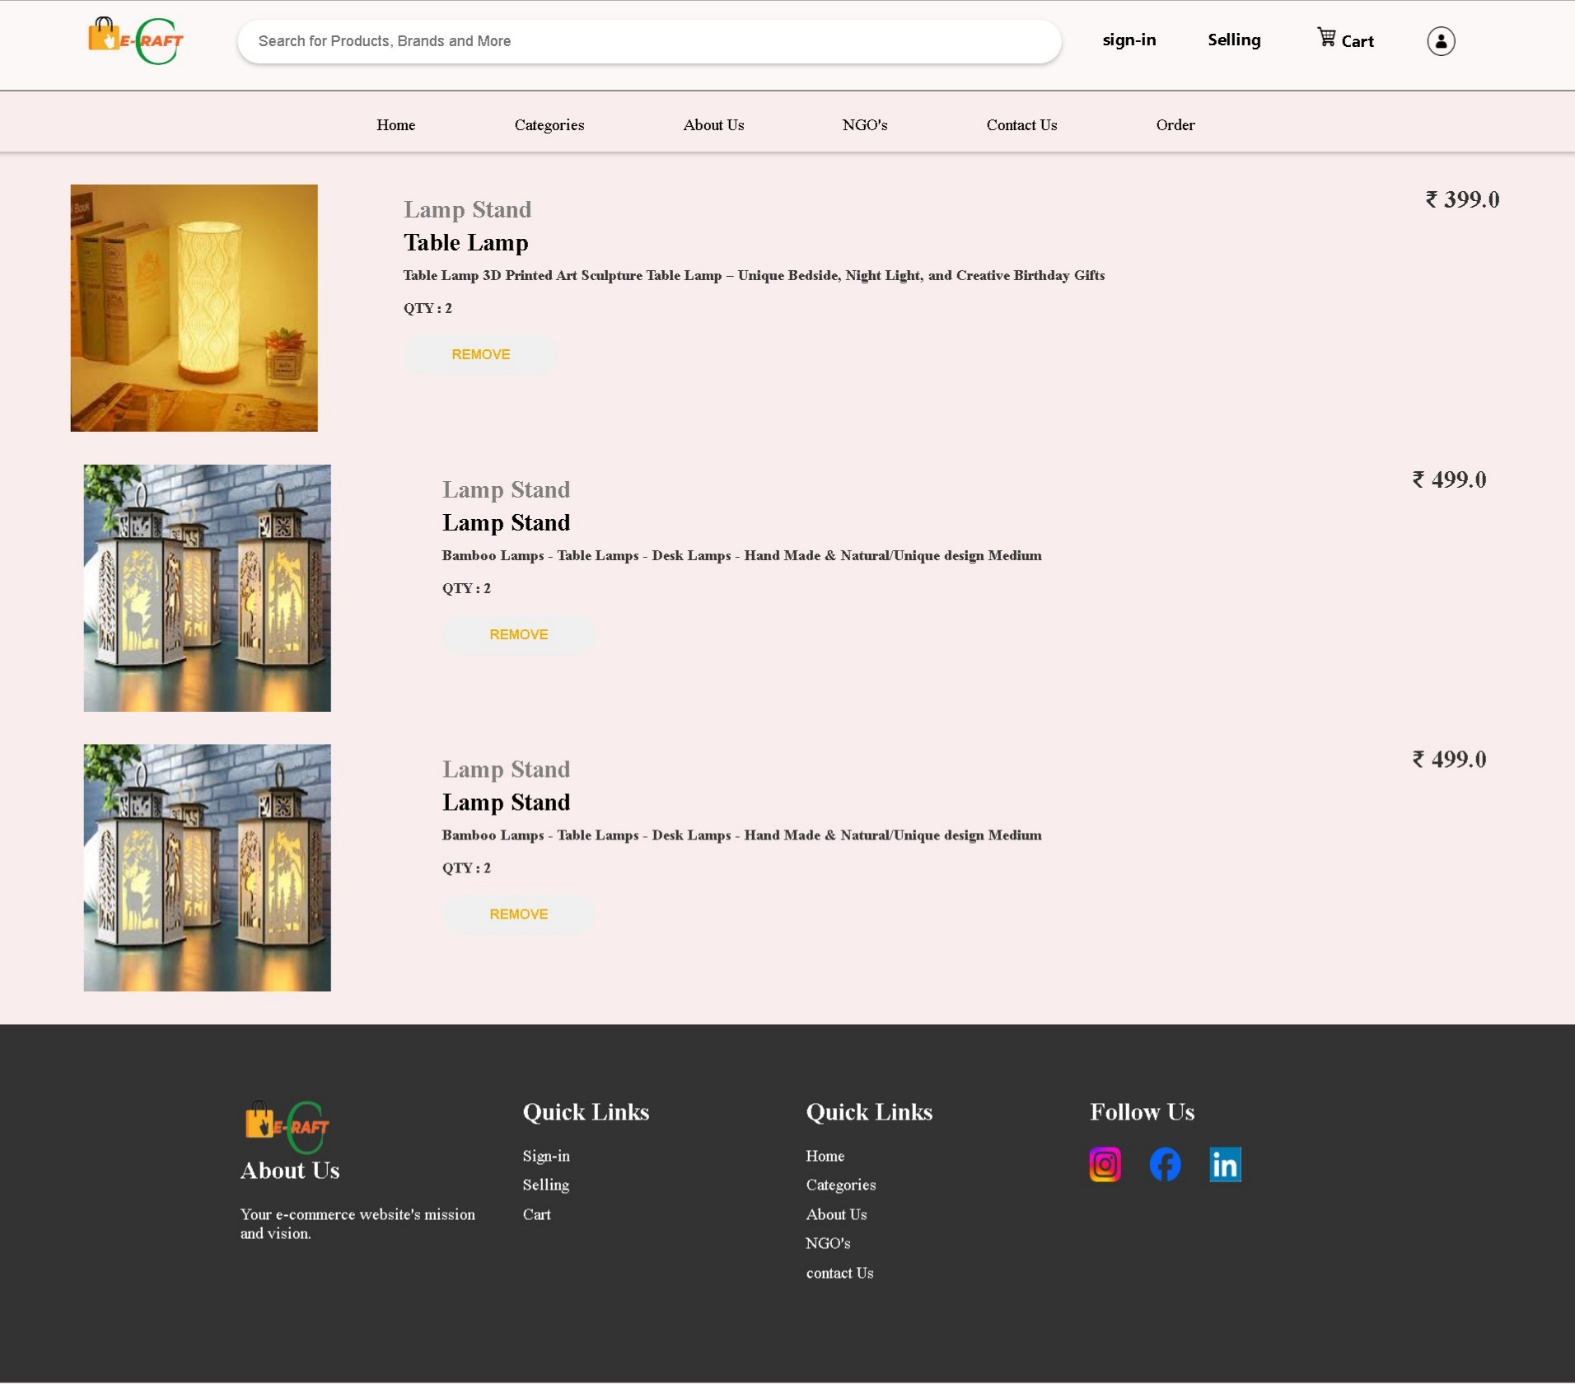 E-CRAFT
Search for Products, Brands and More
sign-in
Selling
Cart
Home
Categories
About Us
NGO's
Contact Us
Order
Lamp Stand
₹ 399.0
Table Lamp
Table Lamp 3D Printed Art Sculpture Table Lamp – Unique Bedside, Night Light, and Creative Birthday Gifts
QTY : 2
REMOVE
Lamp Stand
₹ 499.0
Lamp Stand
Bamboo Lamps - Table Lamps - Desk Lamps - Hand Made & Natural/Unique design Medium
QTY : 2
REMOVE
Lamp Stand
₹ 499.0
Lamp Stand
Bamboo Lamps - Table Lamps - Desk Lamps - Hand Made & Natural/Unique design Medium
QTY : 2
REMOVE
E-CRAFT
About Us
Your e-commerce website's mission
and vision.
Quick Links
Sign-in
Selling
Cart
Quick Links
Home
Categories
About Us
NGO's
contact Us
Follow Us
in